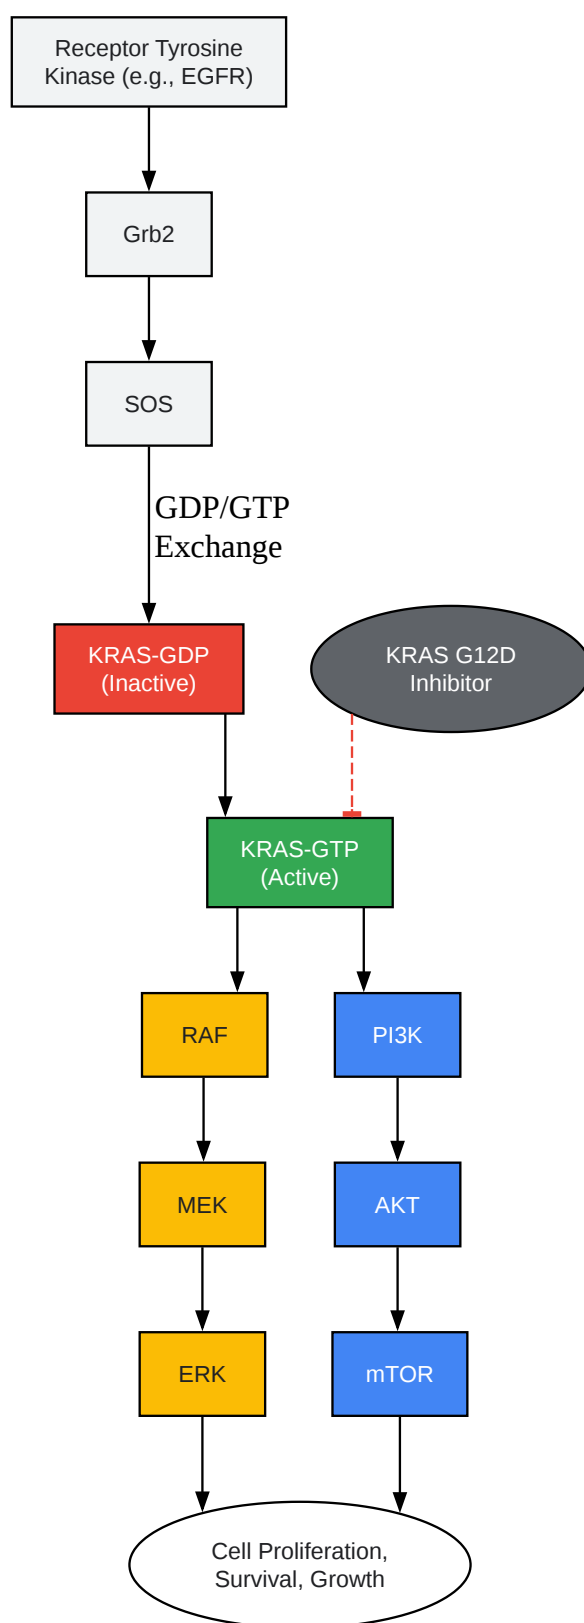 Receptor Tyrosine
Kinase (e.g., EGFR)
Grb2
SOS
GDP/GTP
Exchange
KRAS-GDP
(Inactive)
KRAS G12D
Inhibitor
KRAS-GTP
(Active)
RAF
PI3K
MEK
AKT
ERK
mTOR
Cell Proliferation,
Survival, Growth